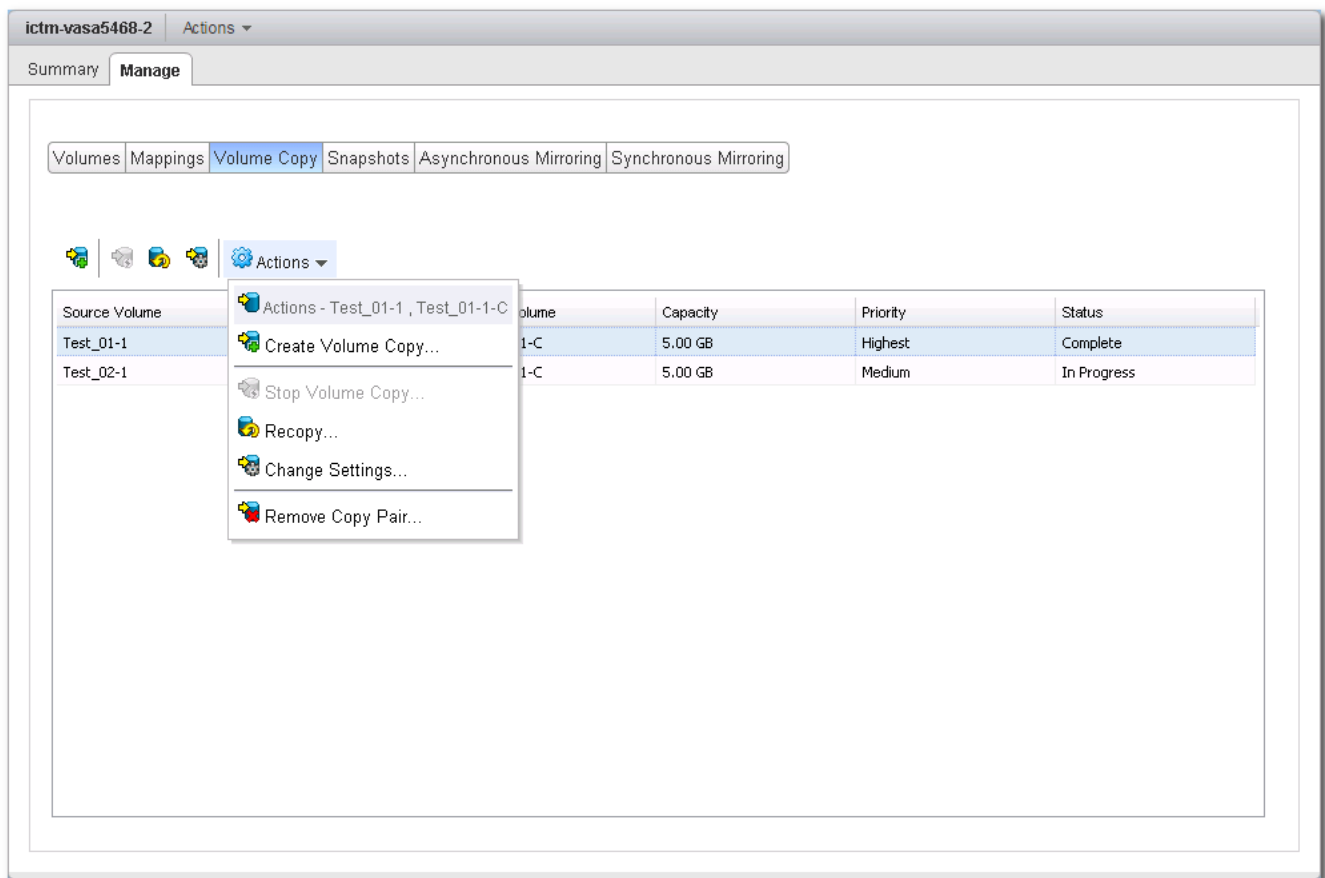 ictm-vasa5468-2 Actions
Summary Manage
Volumes Mappings Volume Copy Snapshots Asynchronous Mirroring Synchronous Mirroring
Actions
Source Volume olume Capacity Priority Status
Test_01-1 1-C 5.00 GB Highest Complete
Test_02-1 1-C 5.00 GB Medium In Progress
Actions - Test_01-1 , Test_01-1-C
Create Volume Copy...
Stop Volume Copy...
Recopy...
Change Settings...
Remove Copy Pair...